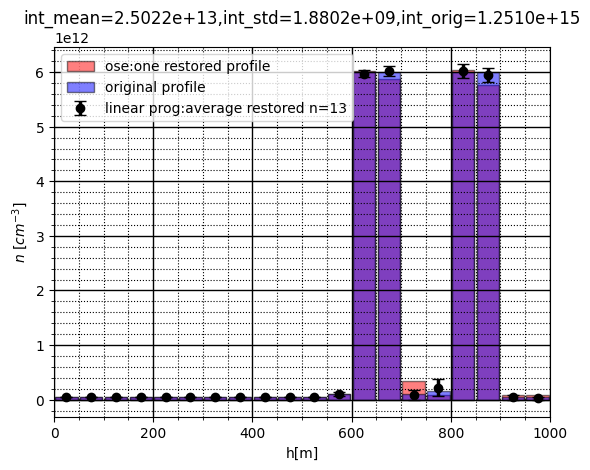 int_mean=2.5022e+13,int_std=1.8802e+09,int_orig=1.2510e+15
1e12
ose:one restored profile
original profile
linear prog:average restored n=13
6
5
4
3
2
1
0
n [cm⁻³]
0 200 400 600 800 1000
h[m]